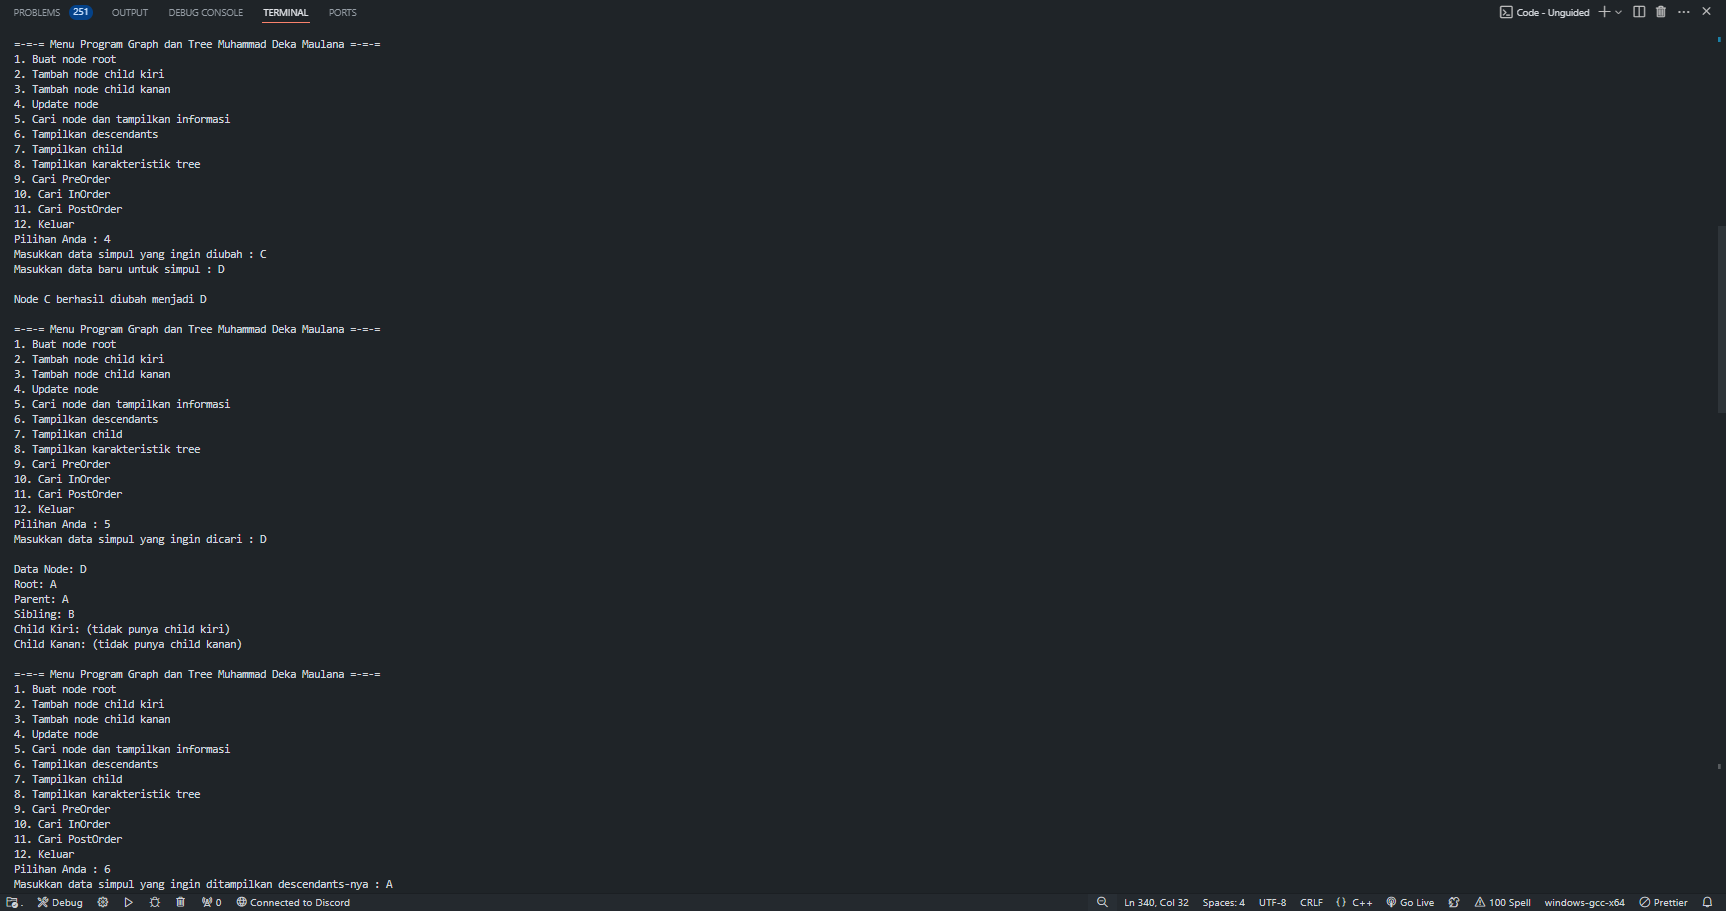 PROBLEMS 251 OUTPUT DEBUG CONSOLE TERMINAL PORTS Code - Unguided
=-=-= Menu Program Graph dan Tree Muhammad Deka Maulana =-=-=
1. Buat node root
2. Tambah node child kiri
3. Tambah node child kanan
4. Update node
5. Cari node dan tampilkan informasi
6. Tampilkan descendants
7. Tampilkan child
8. Tampilkan karakteristik tree
9. Cari PreOrder
10. Cari InOrder
11. Cari PostOrder
12. Keluar
Pilihan Anda : 4
Masukkan data simpul yang ingin diubah : C
Masukkan data baru untuk simpul : D
Node C berhasil diubah menjadi D
=-=-= Menu Program Graph dan Tree Muhammad Deka Maulana =-=-=
1. Buat node root
2. Tambah node child kiri
3. Tambah node child kanan
4. Update node
5. Cari node dan tampilkan informasi
6. Tampilkan descendants
7. Tampilkan child
8. Tampilkan karakteristik tree
9. Cari PreOrder
10. Cari InOrder
11. Cari PostOrder
12. Keluar
Pilihan Anda : 5
Masukkan data simpul yang ingin dicari : D
Data Node: D
Root: A
Parent: A
Sibling: B
Child Kiri: (tidak punya child kiri)
Child Kanan: (tidak punya child kanan)
=-=-= Menu Program Graph dan Tree Muhammad Deka Maulana =-=-=
1. Buat node root
2. Tambah node child kiri
3. Tambah node child kanan
4. Update node
5. Cari node dan tampilkan informasi
6. Tampilkan descendants
7. Tampilkan child
8. Tampilkan karakteristik tree
9. Cari PreOrder
10. Cari InOrder
11. Cari PostOrder
12. Keluar
Pilihan Anda : 6
Masukkan data simpul yang ingin ditampilkan descendants-nya : A
Debug 0 Connected to Discord Ln 340, Col 32 Spaces: 4 UTF-8 CRLF {} C++ Go Live 100 Spell windows-gcc-x64 Prettier